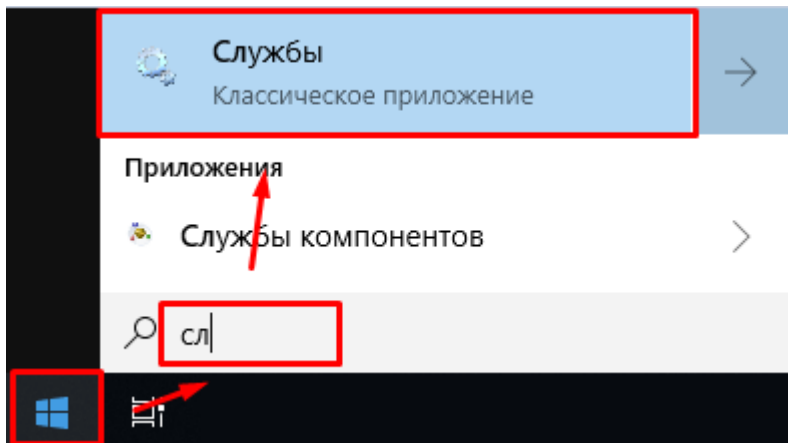 Службы
Классическое приложение
Приложения
Службы компонентов
сл